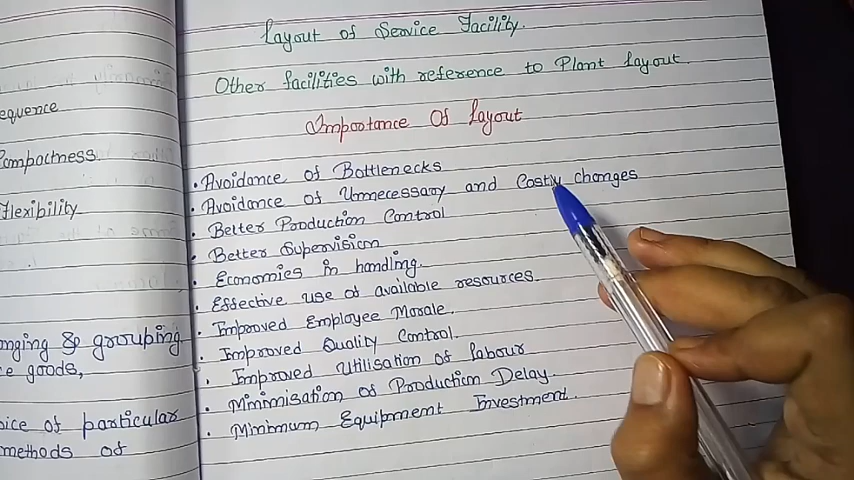 equence
ompactness
flexibility
nging & grouping
e goods,
oice of particular
methods of
Layout of Service Facility.
Other facilities with reference to Plant layout.
Importance Of Layout
• Avoidance of Bottlenecks
• Avoidance of Unnecessary and Costly changes
• Better Production Control
• Better Supervision
• Economies in handling.
• Effective use of available resources
• Improved Employee Morale.
• Improved Quality Control.
• Improved Utilisation of labour
• Minimisation of Production Delay.
• Minimum Equipment Investment.